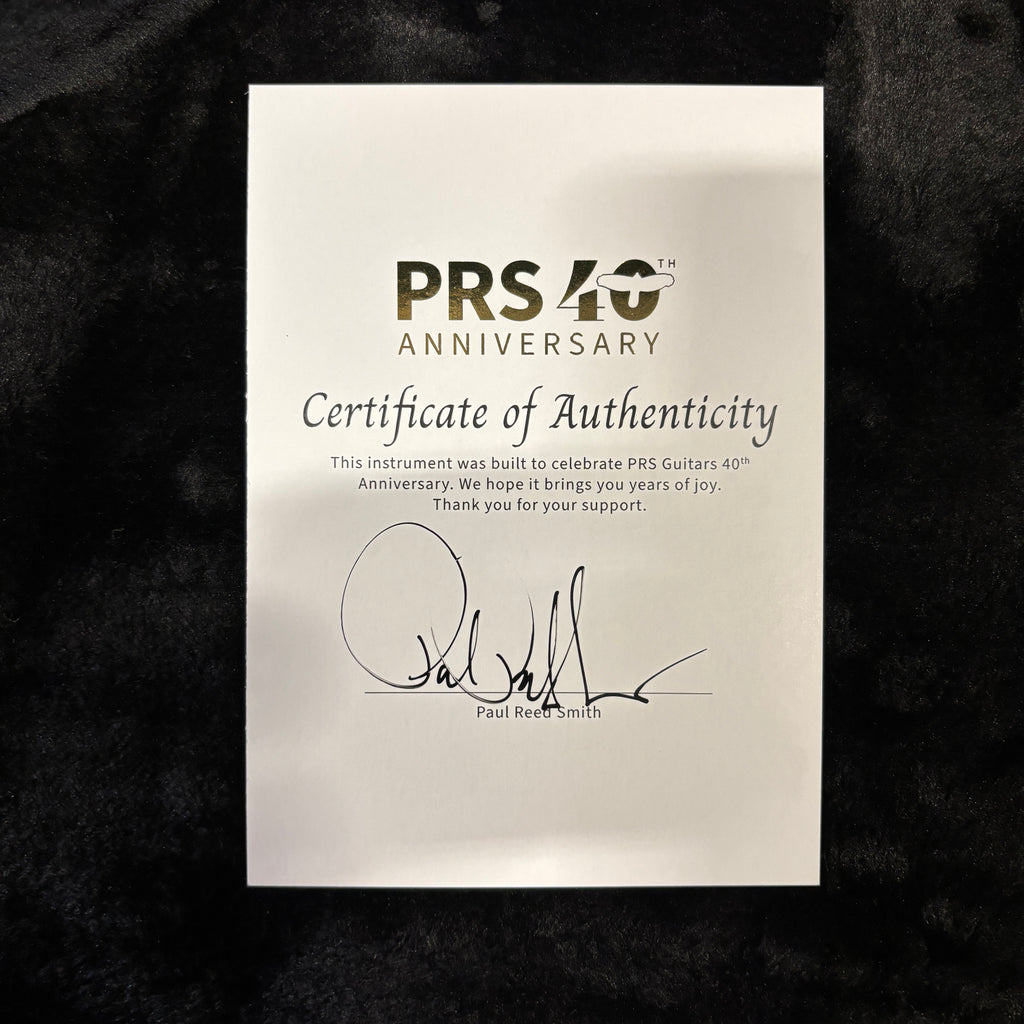 PRS 40TH
ANNIVERSARY
Certificate of Authenticity
This instrument was built to celebrate PRS Guitars 40th
Anniversary. We hope it brings you years of joy.
Thank you for your support.
Paul Reed Smith